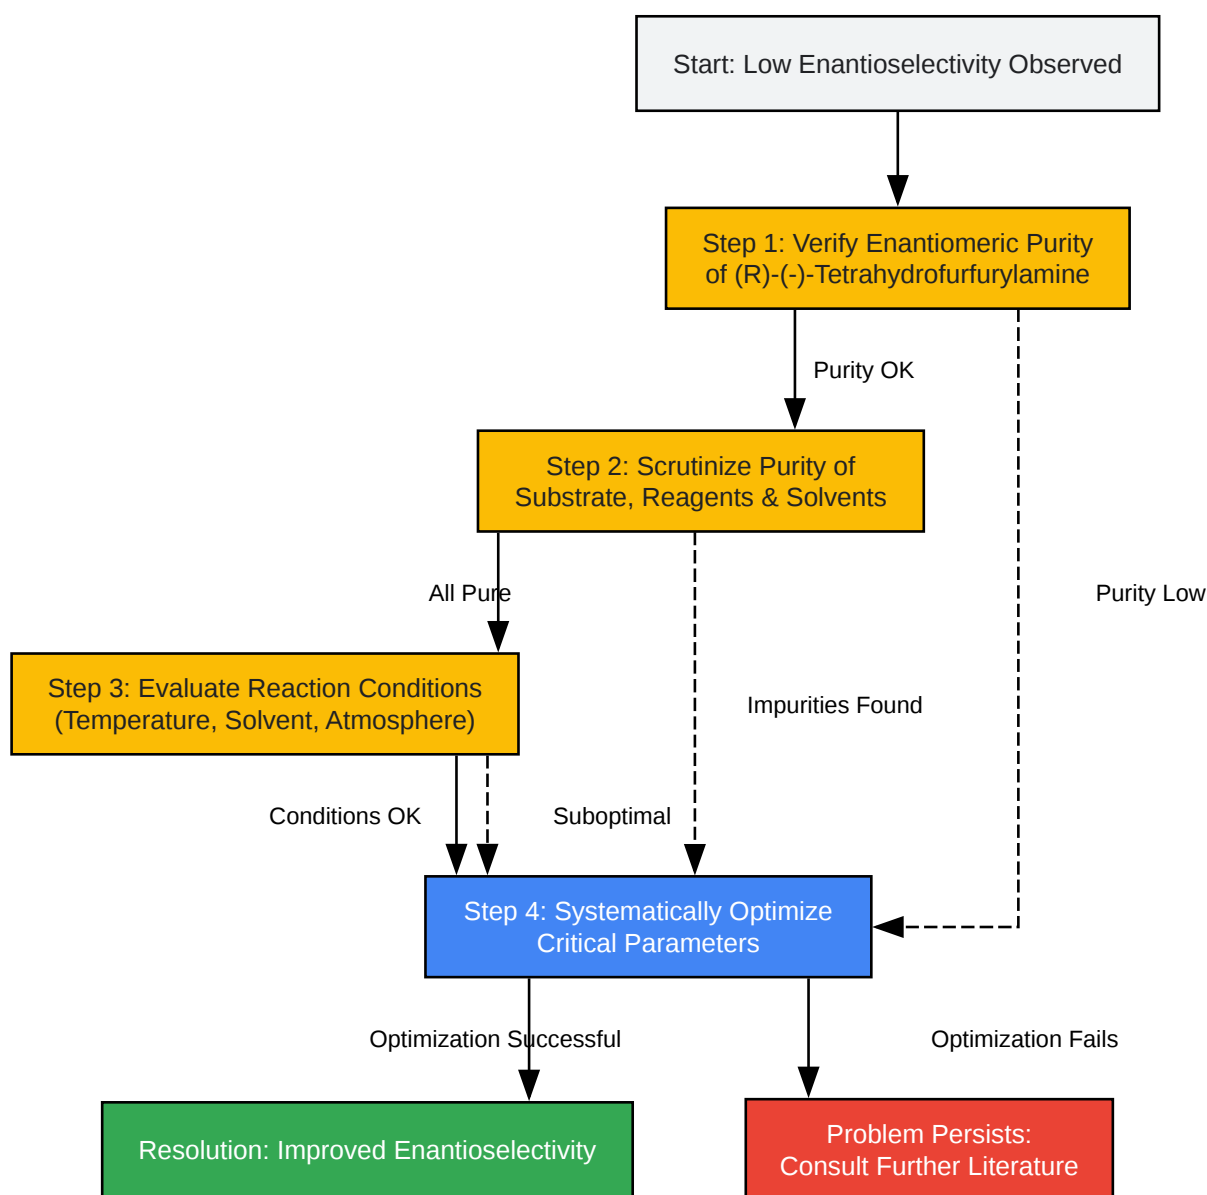 Start: Low Enantioselectivity Observed
Step 1: Verify Enantiomeric Purity
of (R)-(-)-Tetrahydrofurfurylamine
Purity OK
Step 2: Scrutinize Purity of
Substrate, Reagents & Solvents
All Pure
Purity Low
Step 3: Evaluate Reaction Conditions
(Temperature, Solvent, Atmosphere)
Impurities Found
Conditions OK
Suboptimal
Step 4: Systematically Optimize
Critical Parameters
Optimization Successful
Optimization Fails
Resolution: Improved Enantioselectivity
Problem Persists:
Consult Further Literature